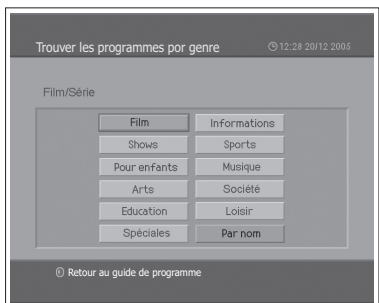 Trouver les programmes por genre 12:28 20/12 2005
Film/Série
Film Informations
Shows Sports
Pour enfants Musique
Arts Société
Education Loisir
Spéciales Par nom
Retour au guide de programme